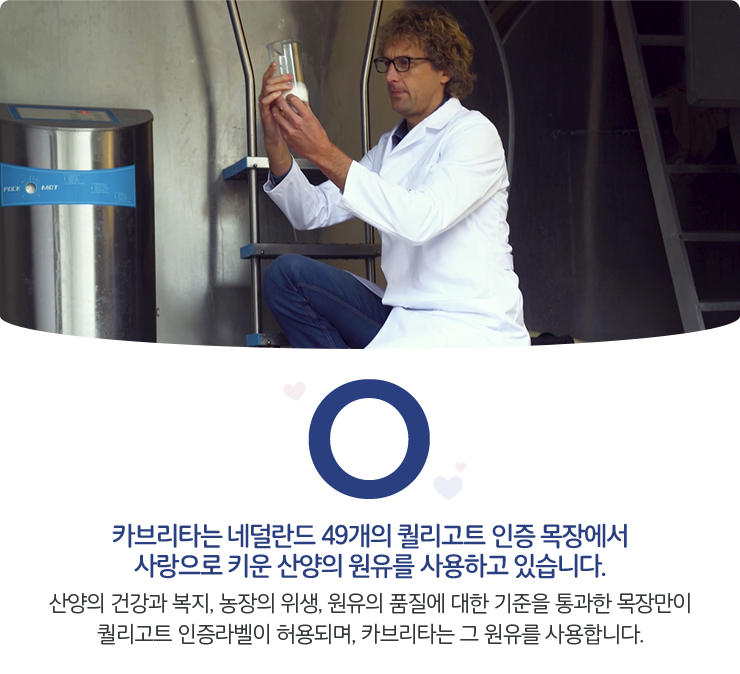 카브리타는 네덜란드 49개의 퀄리고트 인증 목장에서
사랑으로 키운 산양의 원유를 사용하고 있습니다.
산양의 건강과 복지, 농장의 위생, 원유의 품질에 대한 기준을 통과한 목장만이
퀄리고트 인증라벨이 허용되며, 카브리타는 그 원유를 사용합니다.